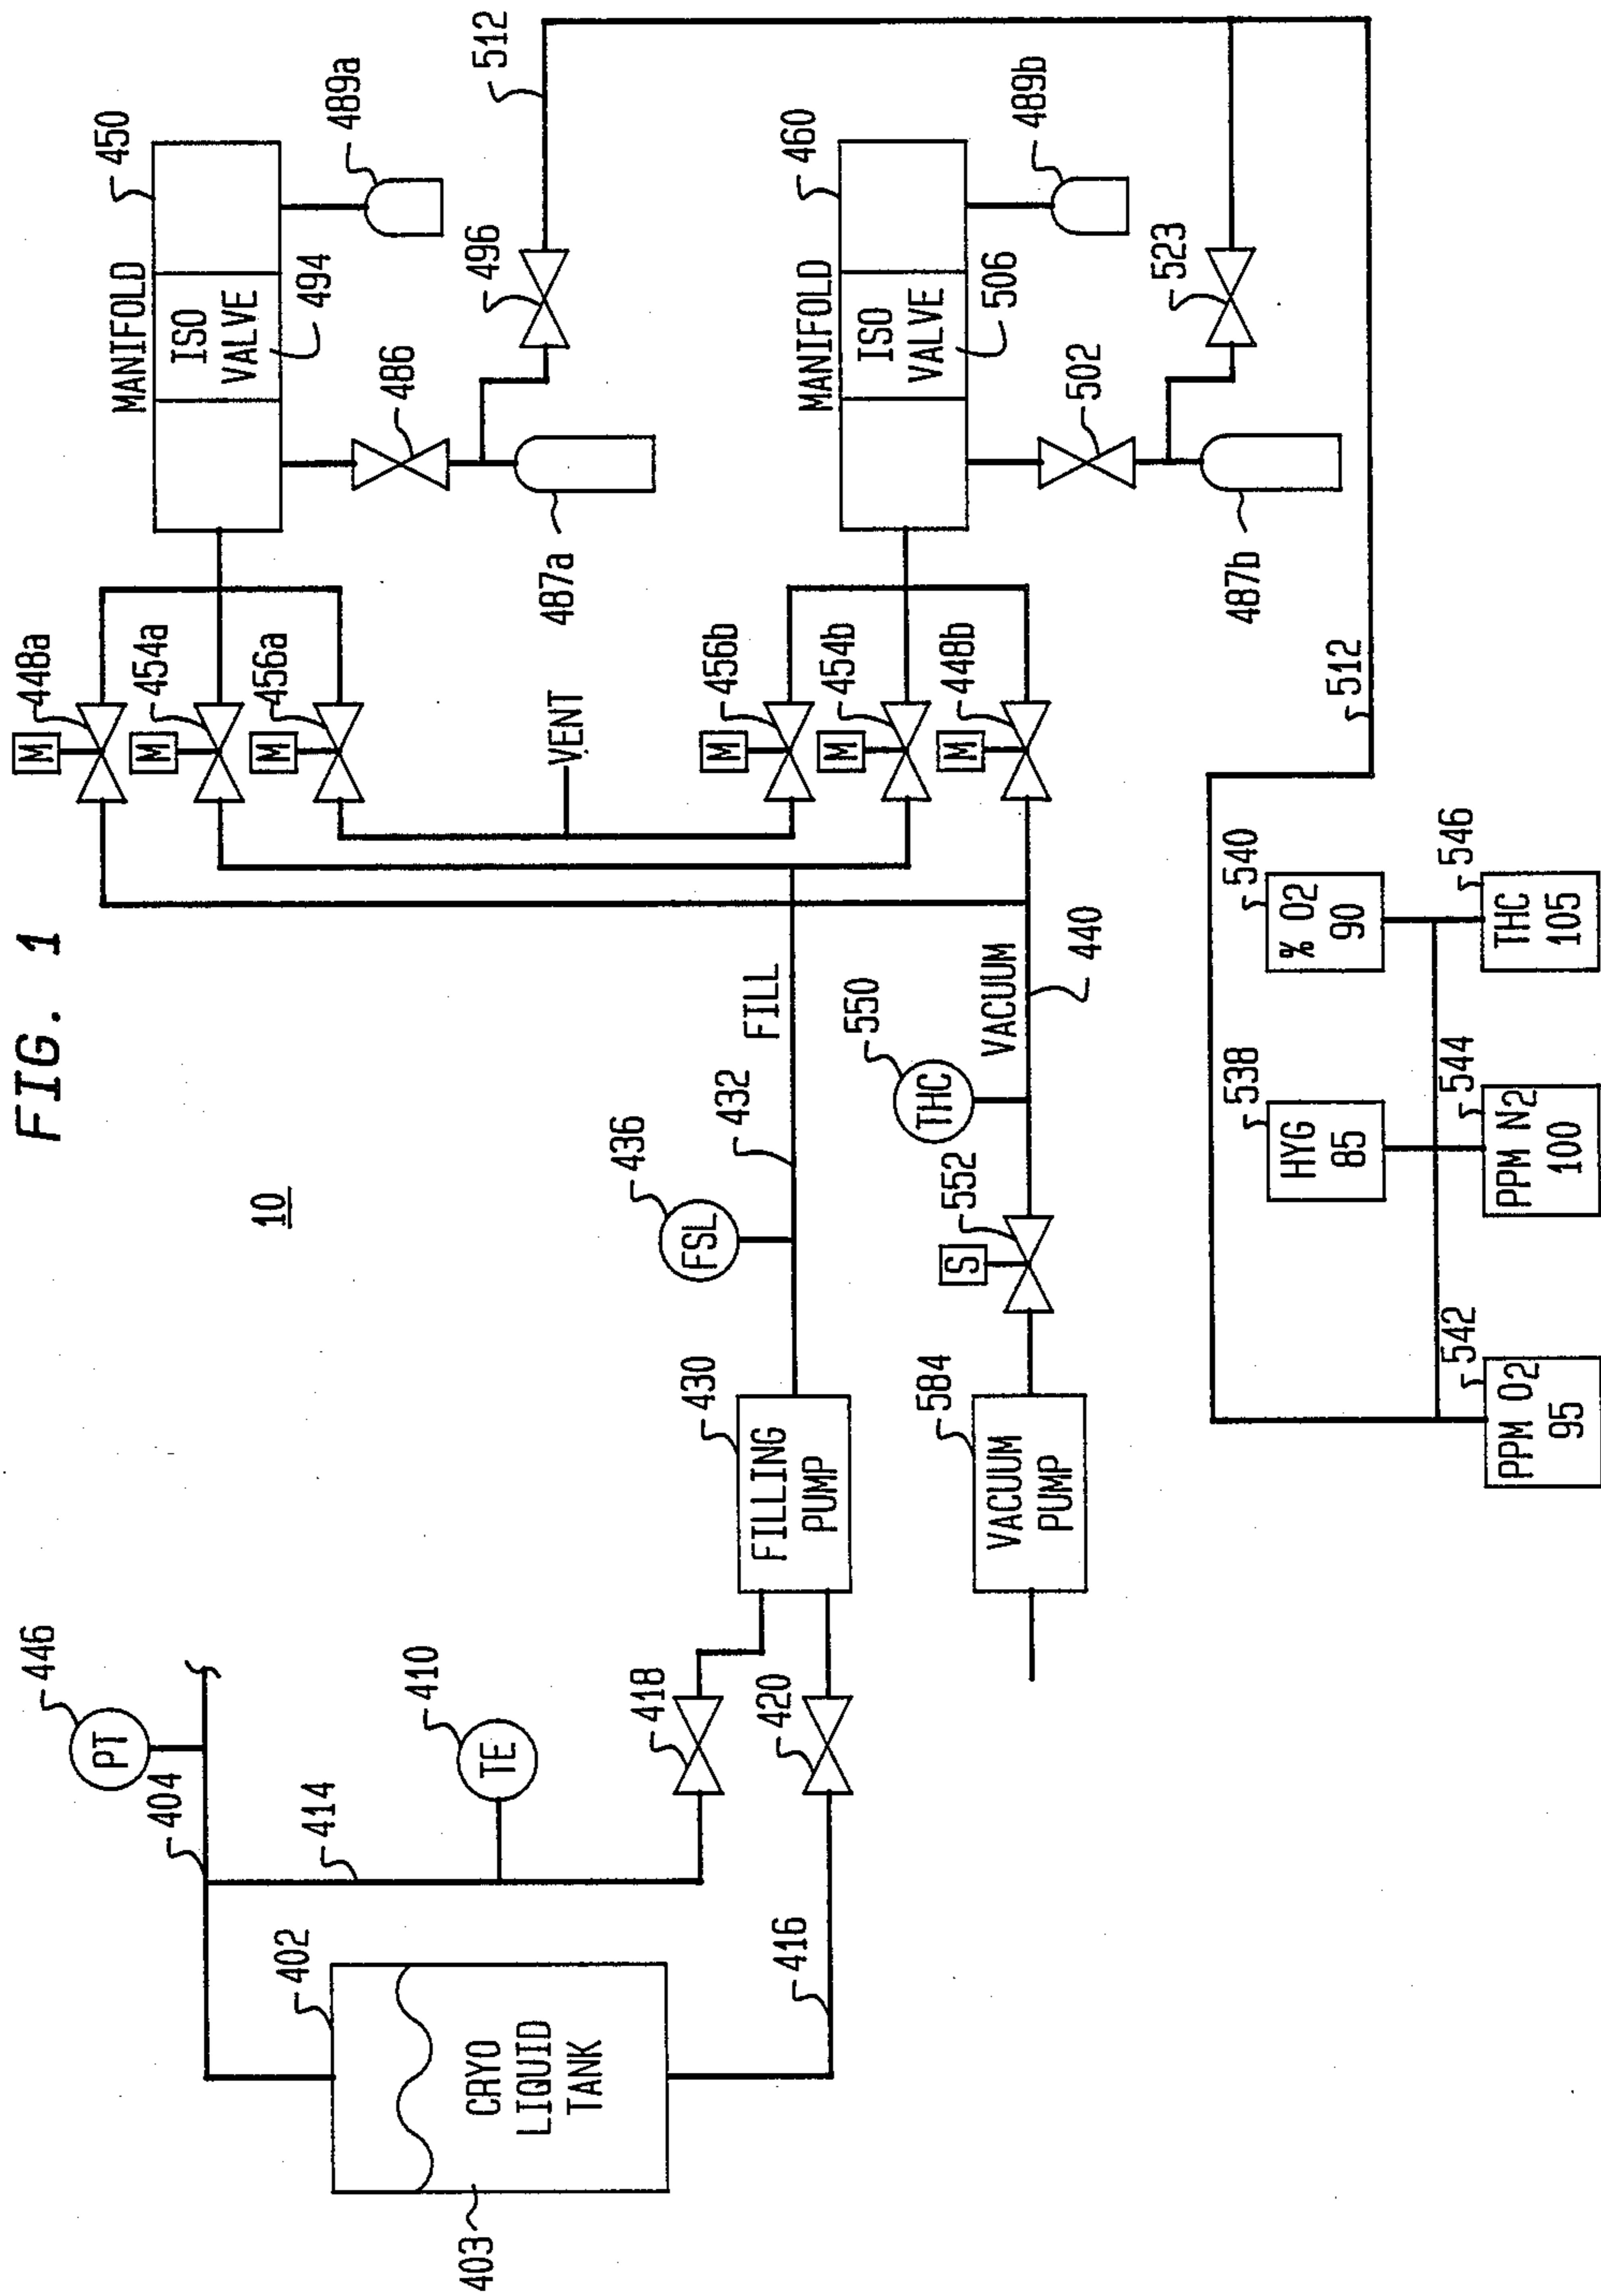 FIG. 1
10
446
PT
404
414
410
TE
402
CRYO
LIQUID
TANK
403
416
418
420
430
FILLING
PUMP
436
FSL
432
FILL
584
VACUUM
PUMP
552
S
550
THC
VACUUM
440
448a
M
454a
M
456a
M
VENT
456b
M
454b
M
448b
M
MANIFOLD
450
ISO
VALVE
494
489a
486
487a
496
512
MANIFOLD
460
ISO
VALVE
506
489b
502
487b
523
512
538
HYG
85
540
% O2
90
542
PPM O2
95
544
PPM N2
100
546
THC
105